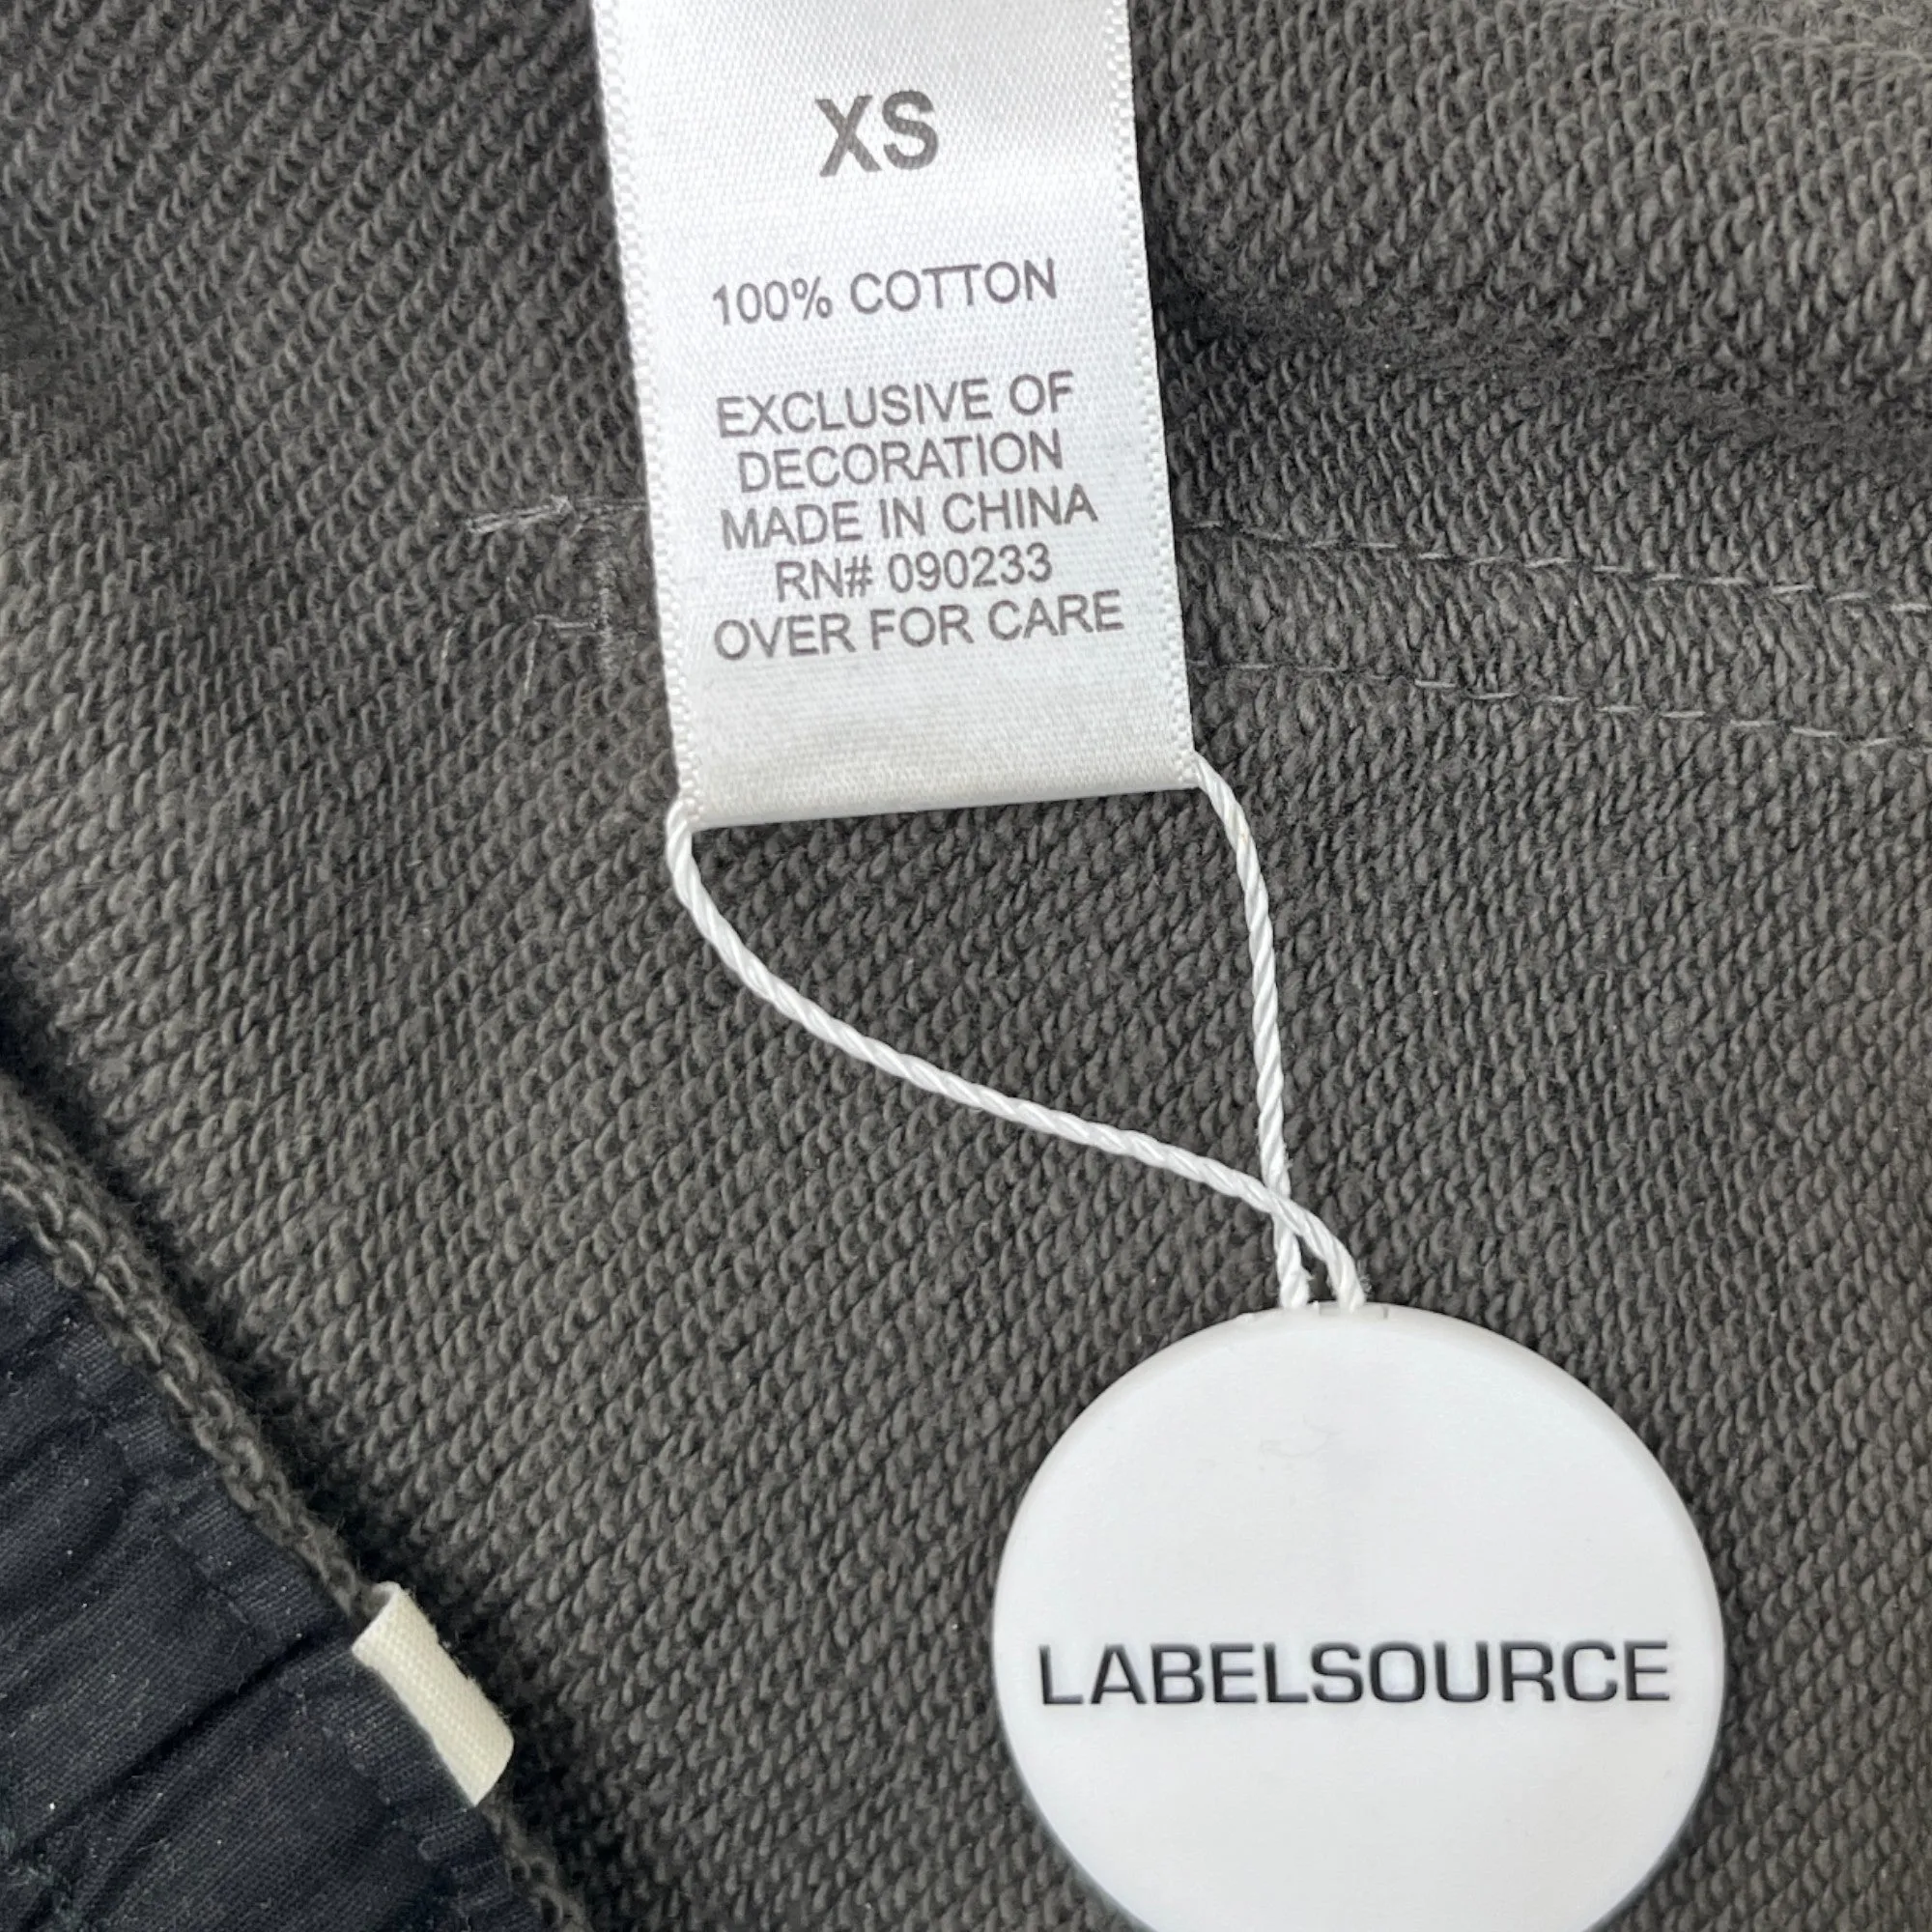 XS
100% COTTON
EXCLUSIVE OF
DECORATION
MADE IN CHINA
RN# 090233
OVER FOR CARE
LABELSOURCE